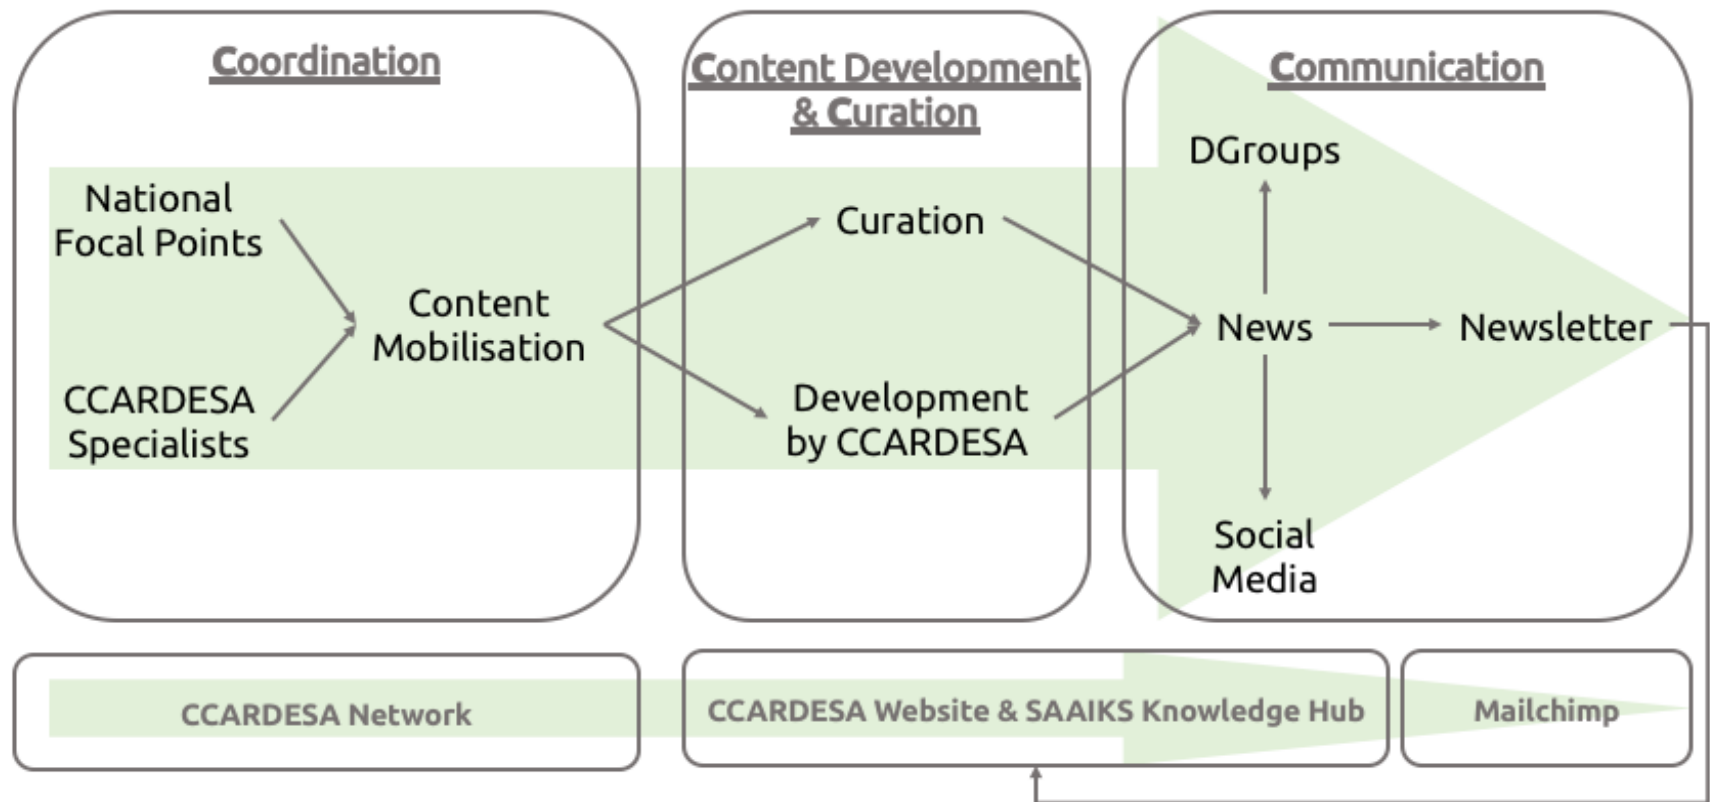 Coordination
National
Focal Points
CCARDESA
Specialists
Content
Mobilisation
Content Development
& Curation
Curation
Development
by CCARDESA
Communication
DGroups
News
Newsletter
Social
Media
CCARDESA Network
CCARDESA Website & SAAIKS Knowledge Hub
Mailchimp